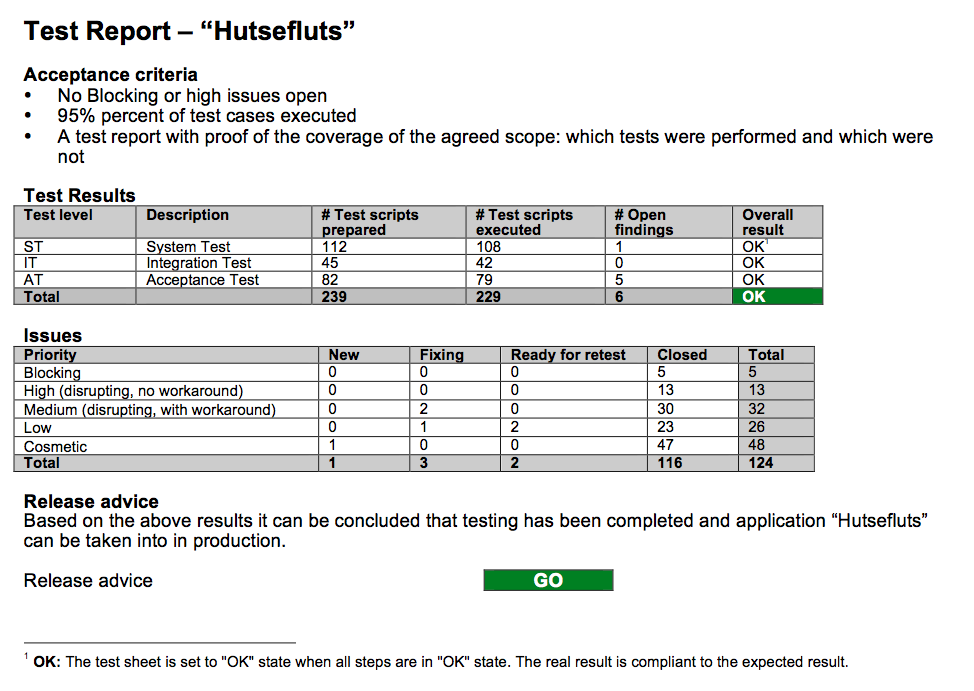 Test Report – “Hutsefluts”
Acceptance criteria
• No Blocking or high issues open
• 95% percent of test cases executed
• A test report with proof of the coverage of the agreed scope: which tests were performed and which were
not
Test Results
Test level Description # Test scripts prepared # Test scripts executed # Open findings Overall result
ST System Test 112 108 1 OK1
IT Integration Test 45 42 0 OK
AT Acceptance Test 82 79 5 OK
Total 239 229 6 OK
Issues
Priority New Fixing Ready for retest Closed Total
Blocking 0 0 0 5 5
High (disrupting, no workaround) 0 0 0 13 13
Medium (disrupting, with workaround) 0 2 0 30 32
Low 0 1 2 23 26
Cosmetic 1 0 0 47 48
Total 1 3 2 116 124
Release advice
Based on the above results it can be concluded that testing has been completed and application “Hutsefluts”
can be taken into in production.
Release advice GO
1 OK: The test sheet is set to "OK" state when all steps are in "OK" state. The real result is compliant to the expected result.